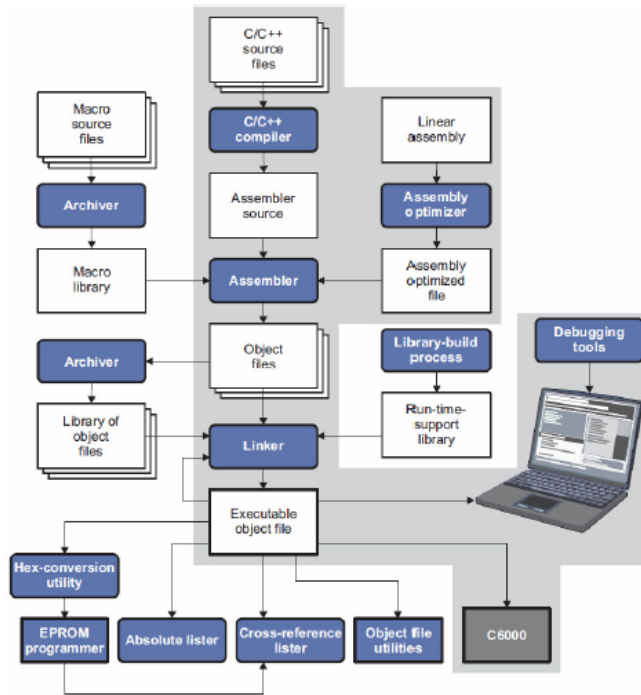 C/C++
source
files
Macro
source
files
C/C++
compiler
Linear
assembly
Archiver
Assembler
source
Assembly
optimizer
Macro
library
Assembler
Assembly
optimized
file
Archiver
Object
files
Library-build
process
Debugging
tools
Library of
object
files
Linker
Run-time-
support
library
Executable
object file
Hex-conversion
utility
EPROM
programmer
Absolute lister
Cross-reference
lister
Object file
utilities
C6000